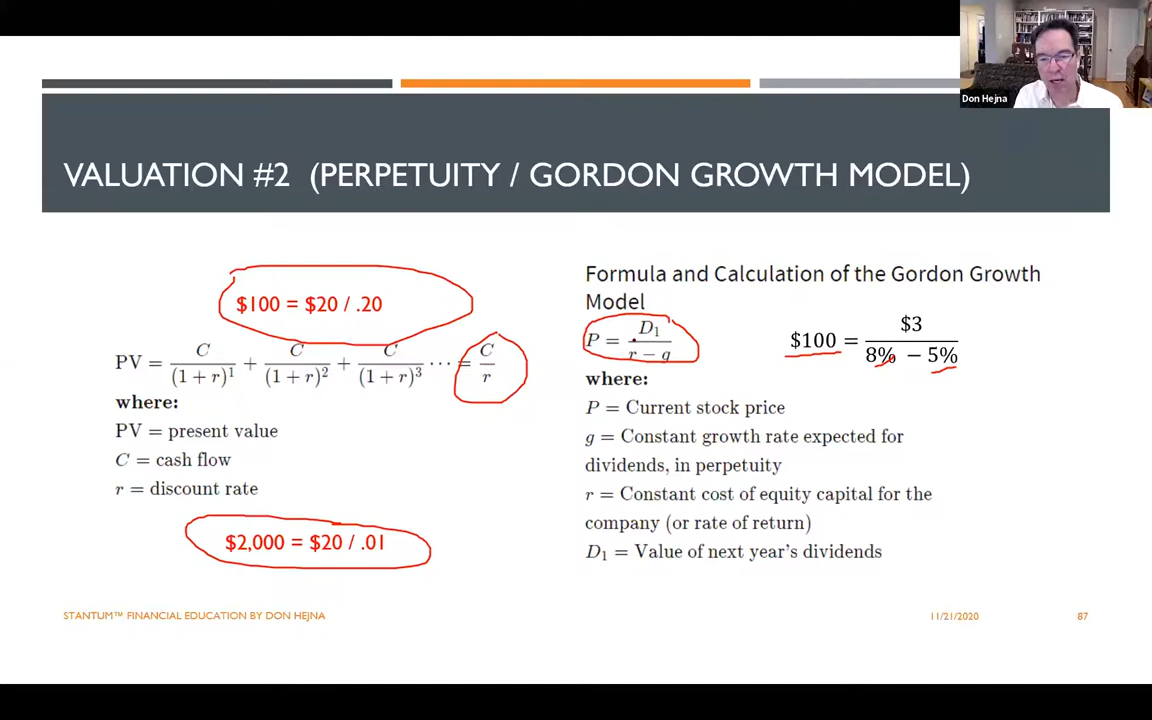 Don Hejna
VALUATION #2 (PERPETUITY / GORDON GROWTH MODEL)
$100 = $20 / .20
PV = C/(1 + r)^1 + C/(1 + r)^2 + C/(1 + r)^3 ⋯ = C/r
where:
PV = present value
C = cash flow
r = discount rate
$2,000 = $20 / .01
Formula and Calculation of the Gordon Growth
Model
P = D₁/(r − g)
$100 = $3/(8% − 5%)
where:
P = Current stock price
g = Constant growth rate expected for
dividends, in perpetuity
r = Constant cost of equity capital for the
company (or rate of return)
D₁ = Value of next year's dividends
STANTUM™ FINANCIAL EDUCATION BY DON HEJNA
11/21/2020
87